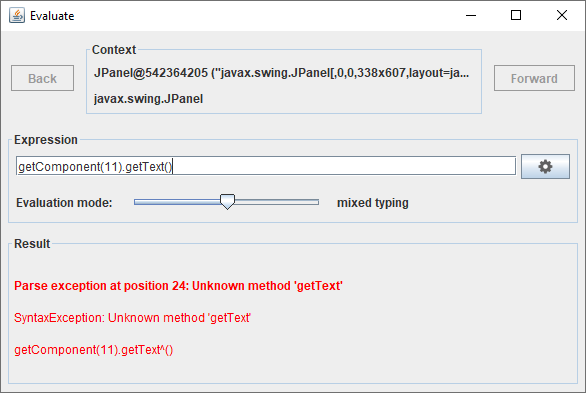 Evaluate
Context
JPanel@542364205 ("javax.swing.JPanel[,0,0,338x607,layout=ja...
javax.swing.JPanel
Back
Forward
Expression
getComponent(11).getText()
Evaluation mode:
mixed typing
Result
Parse exception at position 24: Unknown method 'getText'
SyntaxException: Unknown method 'getText'
getComponent(11).getText^()